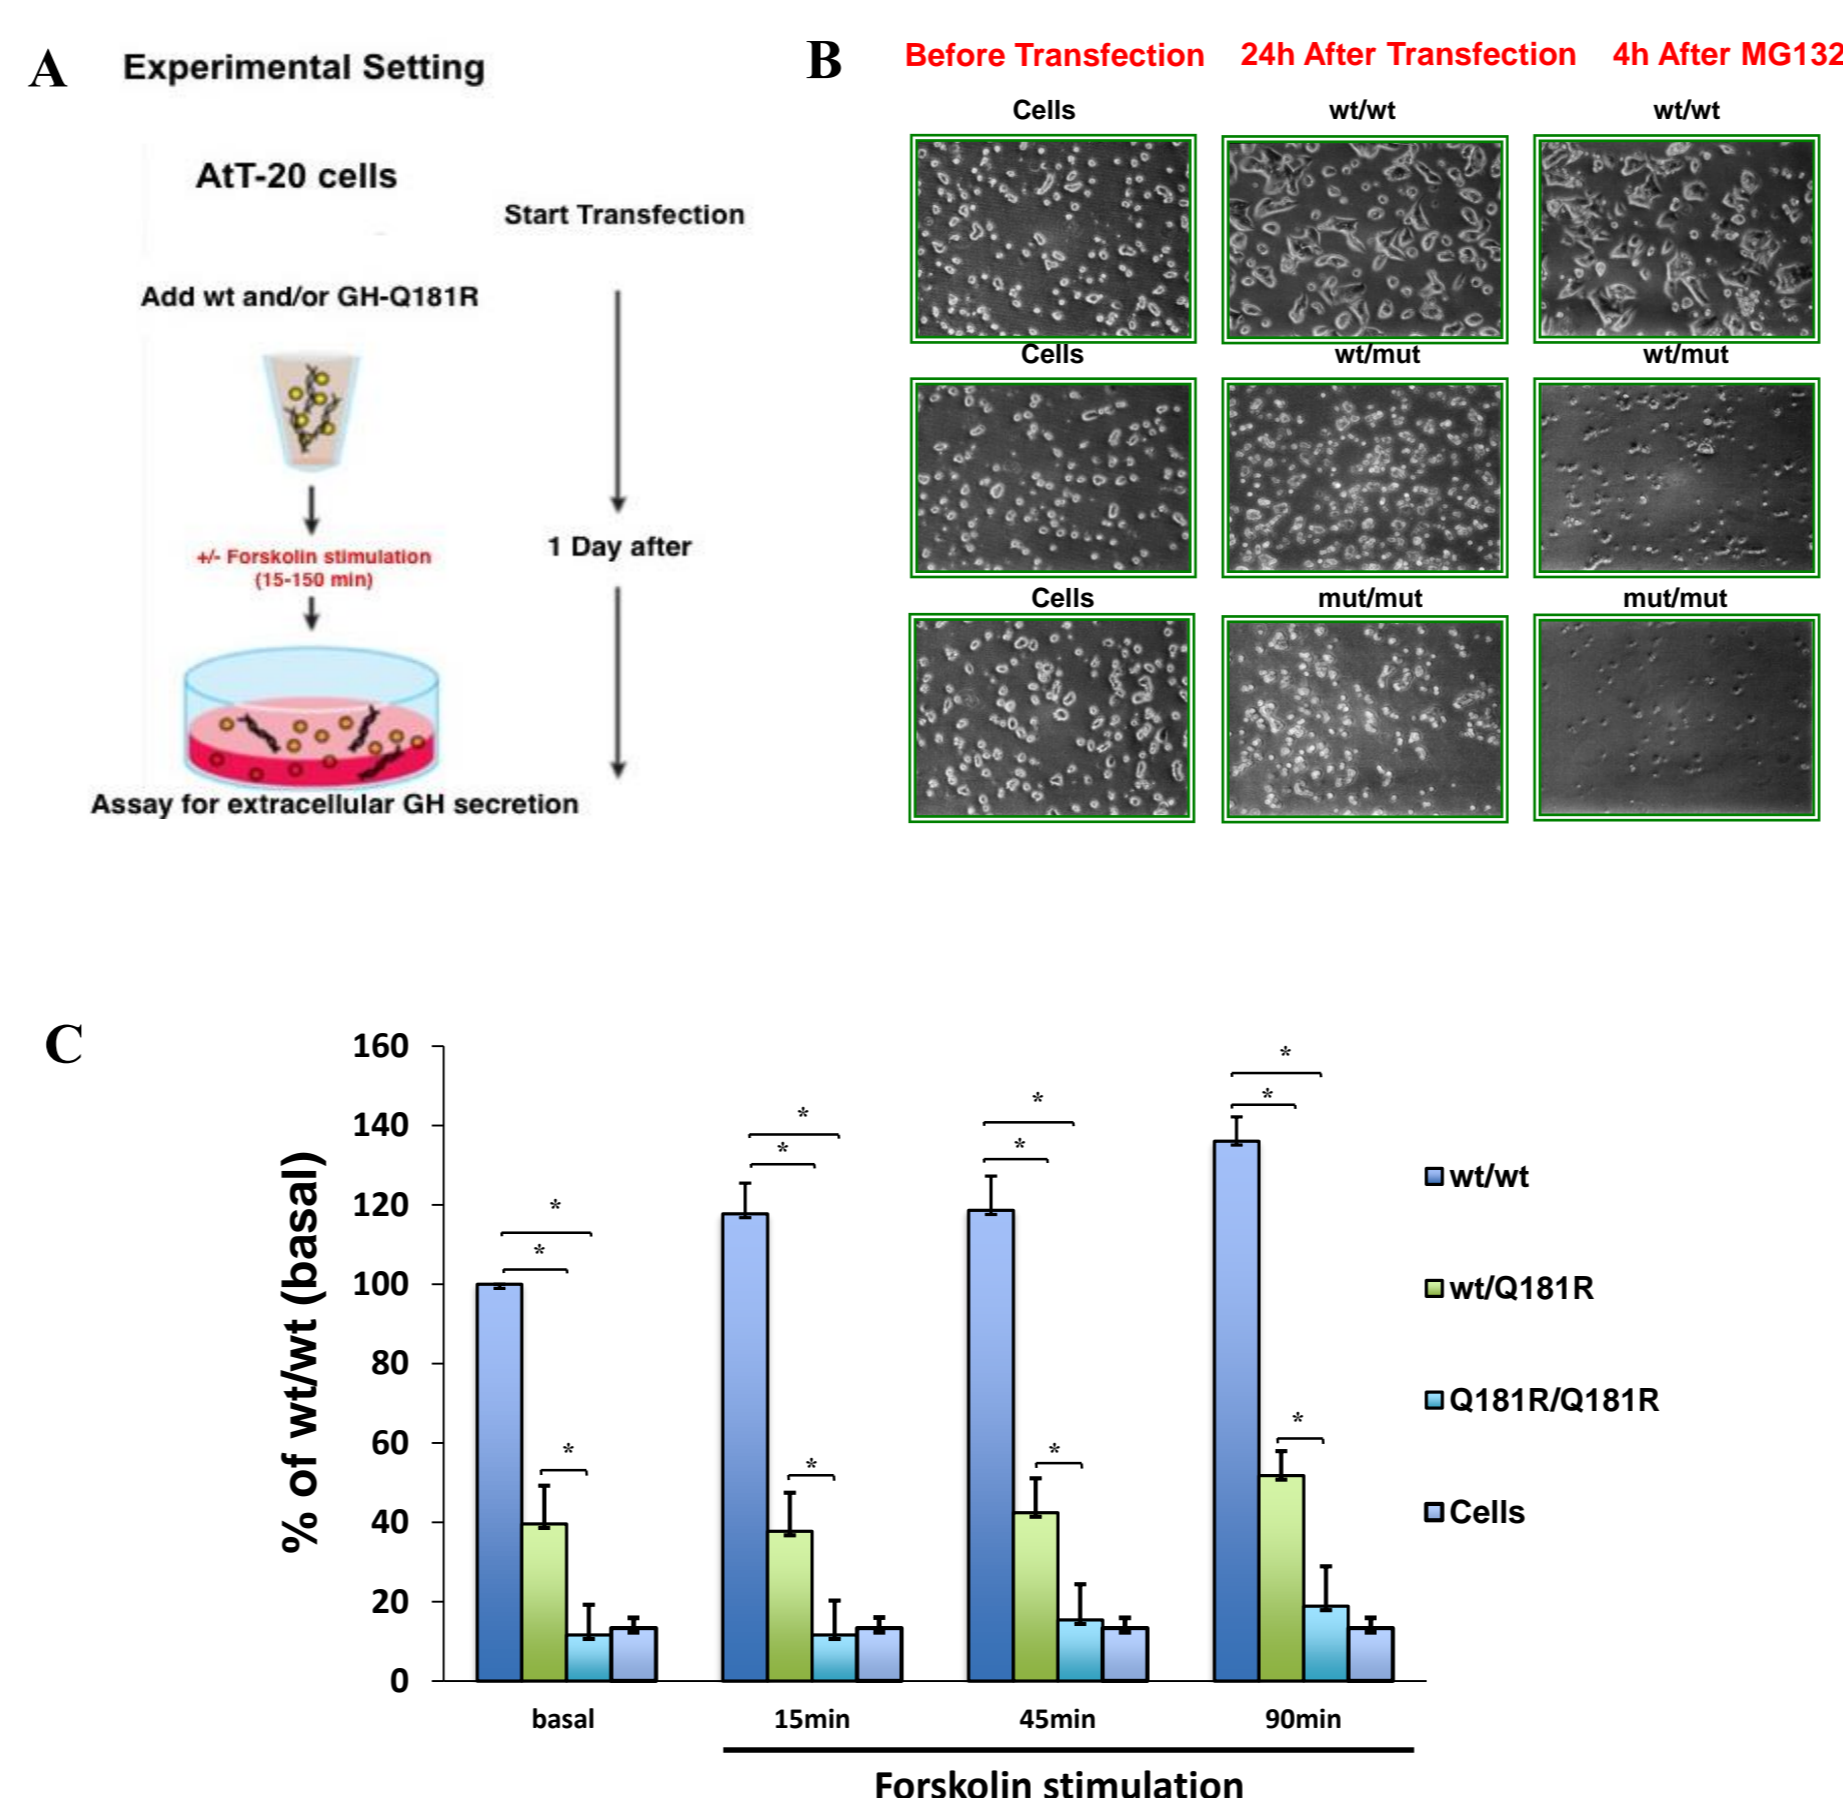 A
Experimental Setting
AtT-20 cells
Start Transfection
Add wt and/or GH-Q181R
+/- Forskolin stimulation
(15-150 min)
1 Day after
Assay for extracellular GH secretion
B
Before Transfection
24h After Transfection
4h After MG132
Cells
wt/wt
wt/wt
Cells
wt/mut
wt/mut
Cells
mut/mut
mut/mut
C
% of wt/wt (basal)
160
140
120
100
80
60
40
20
0
*
*
*
*
*
*
*
*
*
*
*
*
basal
15min
45min
90min
Forskolin stimulation
wt/wt
wt/Q181R
Q181R/Q181R
Cells